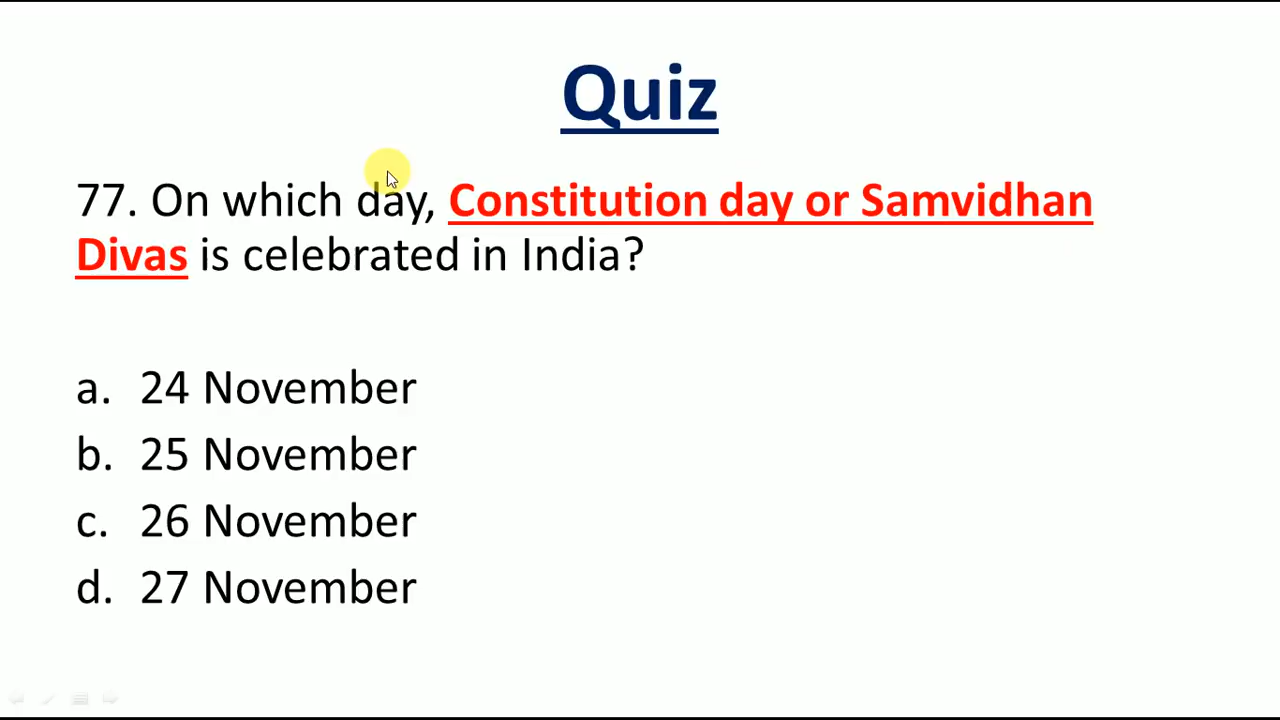 Quiz
77. On which day, Constitution day or Samvidhan
Divas is celebrated in India?
a. 24 November
b. 25 November
c. 26 November
d. 27 November